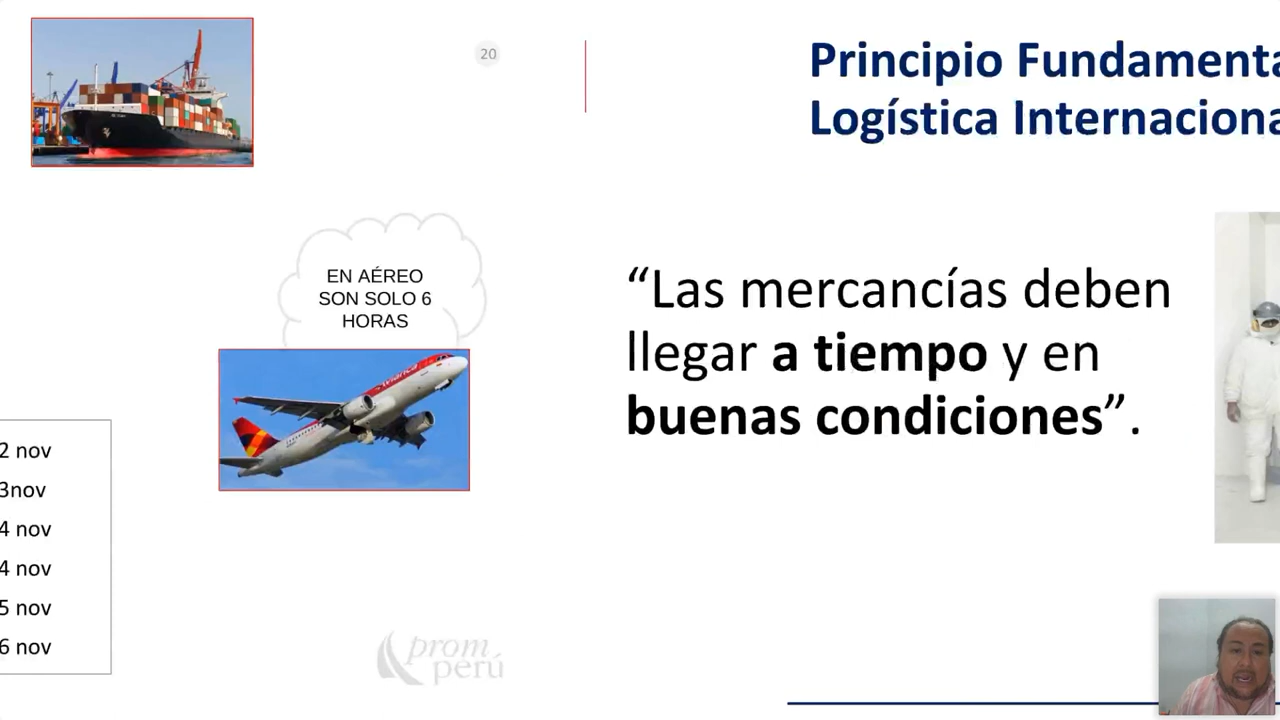 20
EN AÉREO
SON SOLO 6
HORAS
2 nov
3nov
4 nov
4 nov
5 nov
6 nov
prom
perú
Principio Fundamenta
Logística Internaciona
“Las mercancías deben
llegar a tiempo y en
buenas condiciones”.